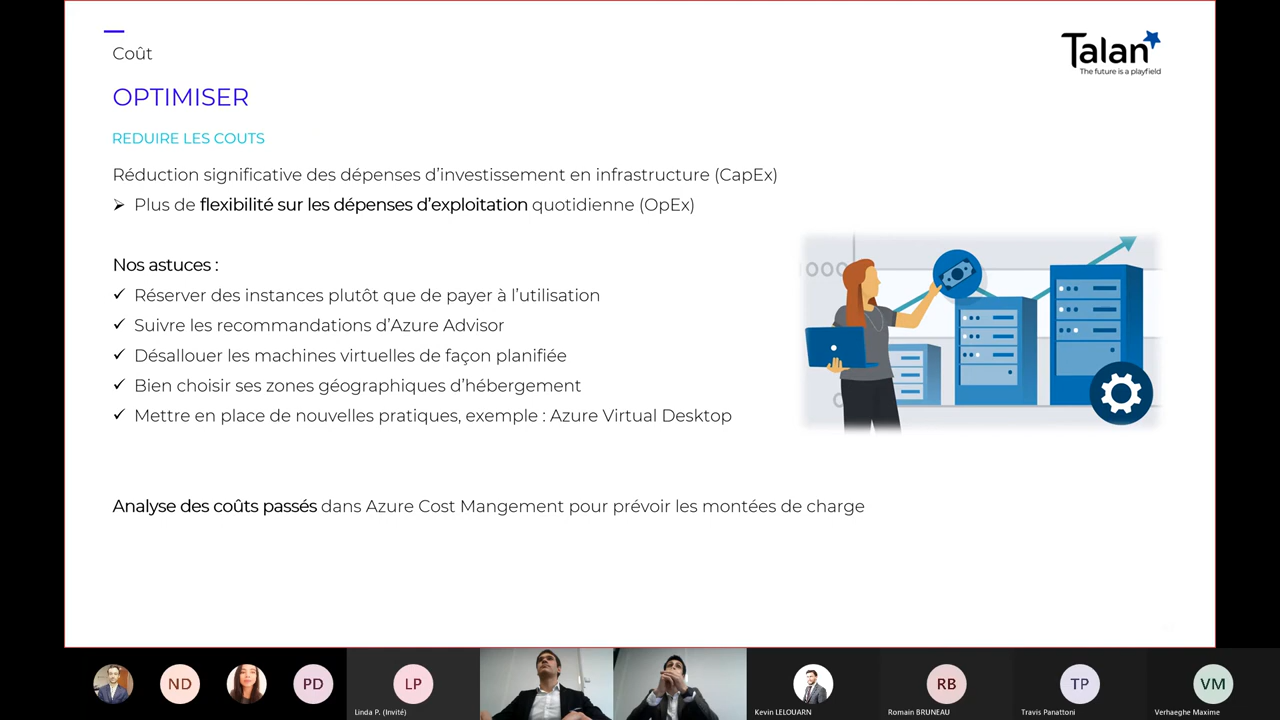 Coût
Talan
The future is a playfield
OPTIMISER
REDUIRE LES COUTS
Réduction significative des dépenses d'investissement en infrastructure (CapEx)
Plus de flexibilité sur les dépenses d'exploitation quotidienne (OpEx)
Nos astuces :
Réserver des instances plutôt que de payer à l'utilisation
Suivre les recommandations d'Azure Advisor
Désallouer les machines virtuelles de façon planifiée
Bien choisir ses zones géographiques d'hébergement
Mettre en place de nouvelles pratiques, exemple : Azure Virtual Desktop
Analyse des coûts passés dans Azure Cost Mangement pour prévoir les montées de charge
ND
PD
LP
RB
TP
VM
Linda P. (Invité)
Kevin LELOUARN
Romain BRUNEAU
Travis Panattoni
Verhaeghe Maxime